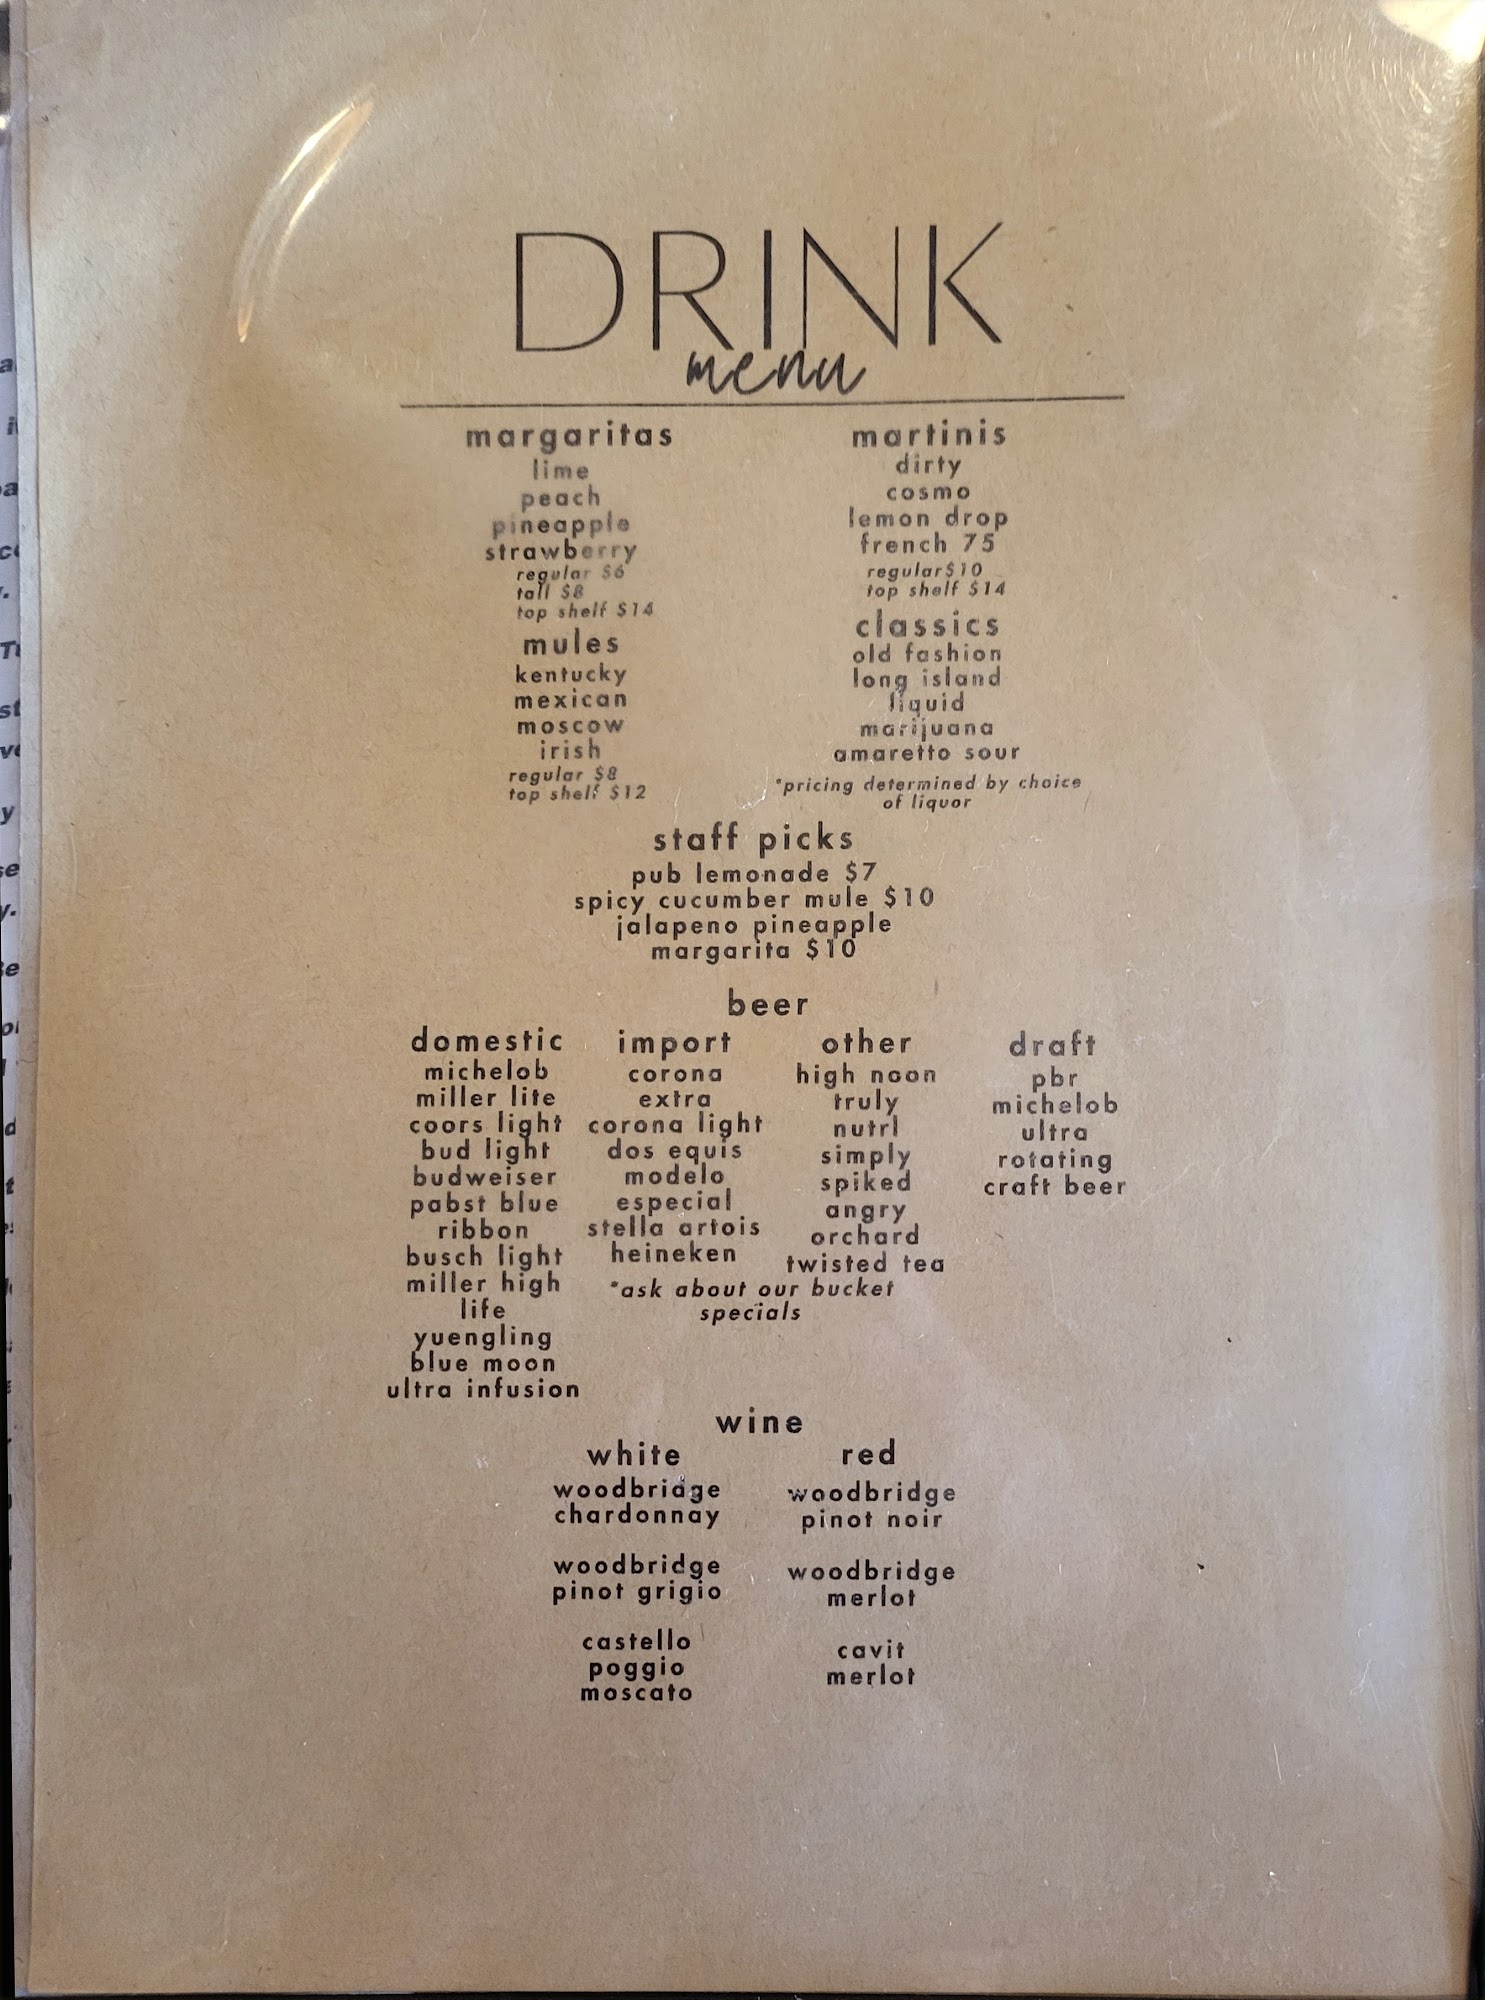 DRINK
menu
margaritas
lime
peach
pineapple
strawberry
regular $6
tall $8
top shelf $14
mules
kentucky
mexican
moscow
irish
regular $8
top shelf $12
martinis
dirty
cosmo
lemon drop
french 75
regular$10
top shelf $14
classics
old fashion
long island
liquid
marijuana
amaretto sour
*pricing determined by choice
of liquor
staff picks
pub lemonade $7
spicy cucumber mule $10
jalapeno pineapple
margarita $10
beer
domestic
michelob
miller lite
coors light
bud light
budweiser
pabst blue
ribbon
busch light
miller high
life
yuengling
blue moon
ultra infusion
import
corona
extra
corona light
dos equis
modelo
especial
stella artois
heineken
other
high noon
truly
nutrl
simply
spiked
angry
orchard
twisted tea
*ask about our bucket
specials
draft
pbr
michelob
ultra
rotating
craft beer
wine
white
woodbridge
chardonnay
woodbridge
pinot grigio
castello
poggio
moscato
red
woodbridge
pinot noir
woodbridge
merlot
cavit
merlot